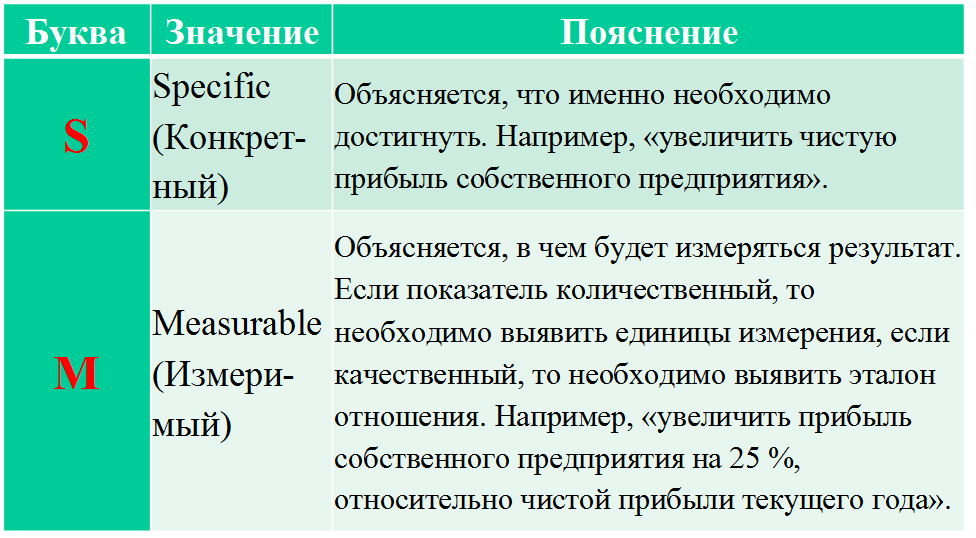 Буква Значение Пояснение
S
Specific
(Конкрет-
ный)
Объясняется, что именно необходимо
достигнуть. Например, «увеличить чистую
прибыль собственного предприятия».
M
Measurable
(Измери-
мый)
Объясняется, в чем будет измеряться результат.
Если показатель количественный, то
необходимо выявить единицы измерения, если
качественный, то необходимо выявить эталон
отношения. Например, «увеличить прибыль
собственного предприятия на 25 %,
относительно чистой прибыли текущего года».